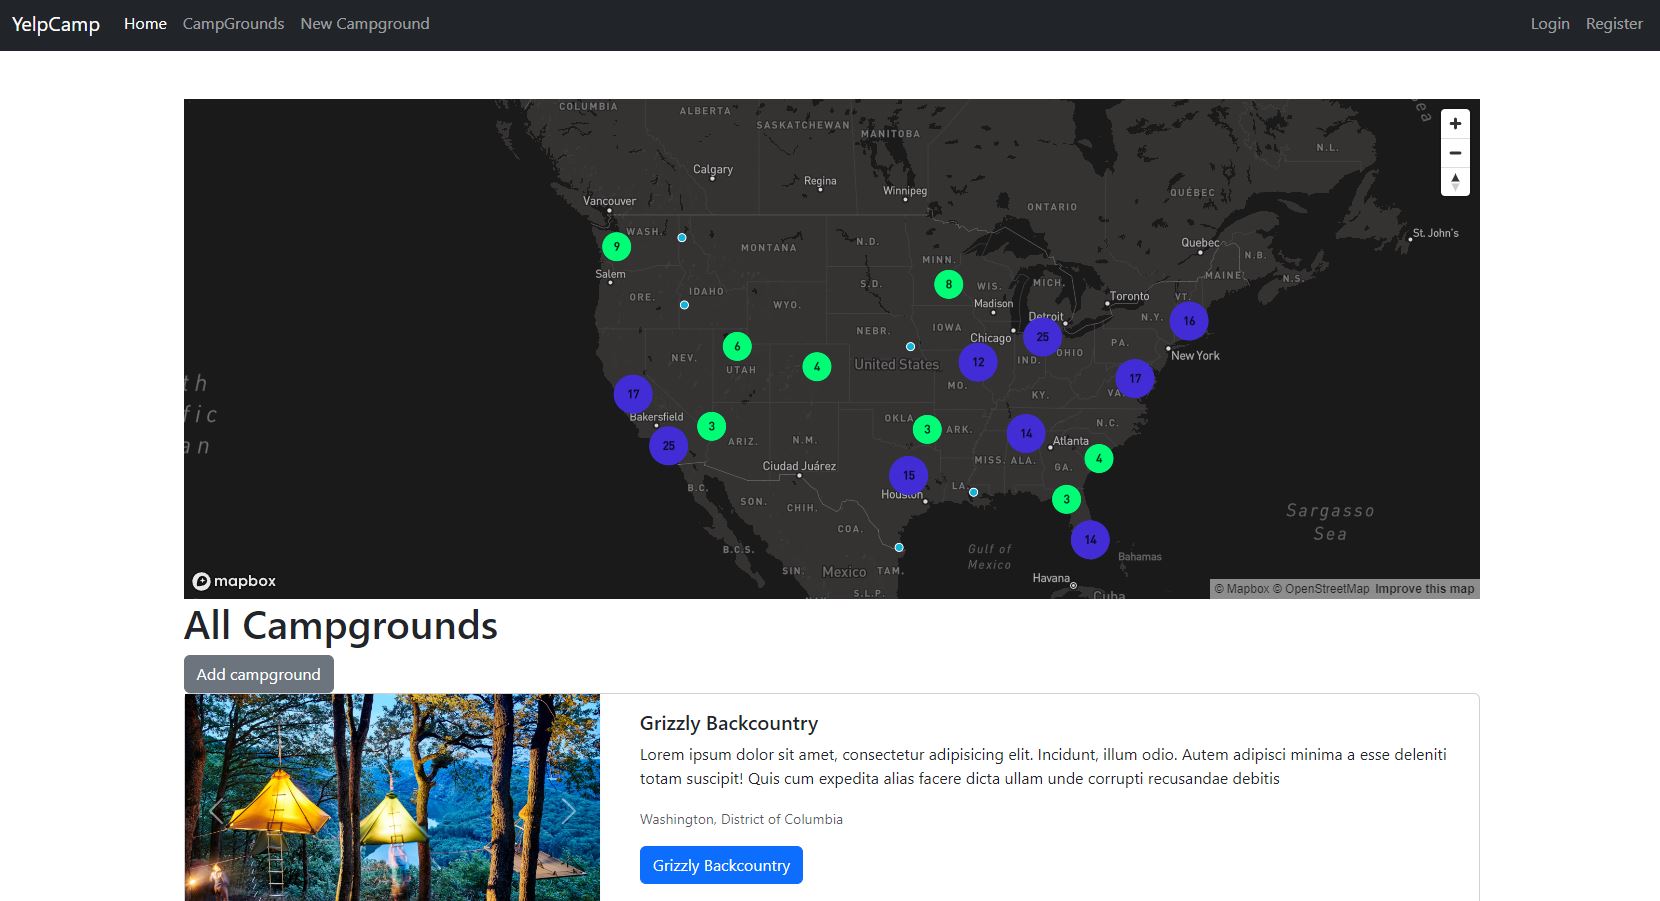 YelpCamp Home CampGrounds New Campground Login Register
COLUMBIA
ALBERTA
SASKATCHEWAN
MANITOBA
N.L.
Calgary
Regina
Winnipeg
QUÉBEC
Vancouver
ONTARIO
WASH.
9
MONTANA
N.D.
Quebec
St. John's
N.B.
MINN.
MAINE
N.S.
Salem
ORE.
IDAHO
WYO.
S.D.
8
WIS.
MICH.
Toronto
VT.
Madison
Detroit
N.Y.
16
NEBR.
IOWA
Chicago
25
PA.
6
NEV.
UTAH
4
United States
12
IND.
OHIO
New York
MO.
17
VA.
17
KY.
Bakersfield
3
ARIZ.
N.M.
OKLA.
3
ARK.
14
Atlanta
N.C.
25
Ciudad Juárez
MISS.
ALA.
GA.
4
B.C.
SON.
CHIH.
15
Houston
LA.
3
COA.
Sargasso
Sea
14
B.C.S.
Gulf of
Mexico
Bahamas
SIN.
Mexico
TAM.
Havana
S.L.P.
Cuba
mapbox
© Mapbox © OpenStreetMap Improve this map
All Campgrounds
Add campground
Grizzly Backcountry
Lorem ipsum dolor sit amet, consectetur adipisicing elit. Incidunt, illum odio. Autem adipisci minima a esse deleniti
totam suscipit! Quis cum expedita alias facere dicta ullam unde corrupti recusandae debitis
Washington, District of Columbia
Grizzly Backcountry